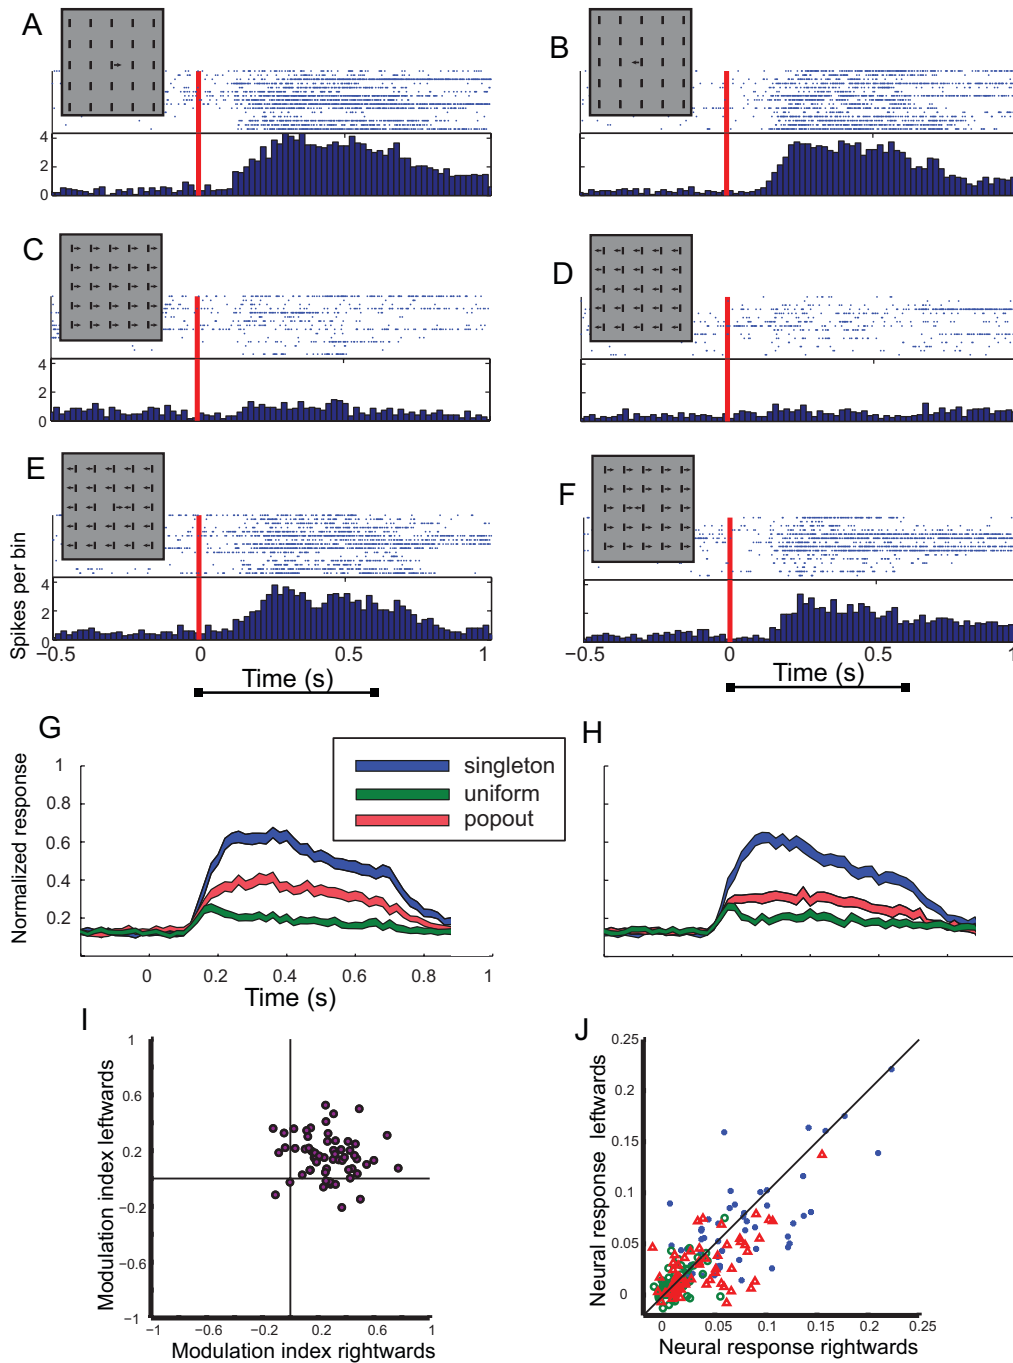 A
B
4
2
0
C
D
4
2
0
E
F
Spikes per bin
4
2
0
−0.5 0 0.5 1
Time (s)
−0.5 0 0.5 1
Time (s)
G
H
singleton
uniform
popout
Normalized response
1
0.8
0.6
0.4
0.2
0 0.2 0.4 0.6 0.8 1
Time (s)
I
Modulation index leftwards
1
0.6
0.2
−0.2
−0.6
−1
−1 −0.6 −0.2 0.2 0.6 1
Modulation index rightwards
J
Neural response leftwards
0.25
0.2
0.15
0.1
0.05
0
0 0.05 0.1 0.15 0.2 0.25
Neural response rightwards